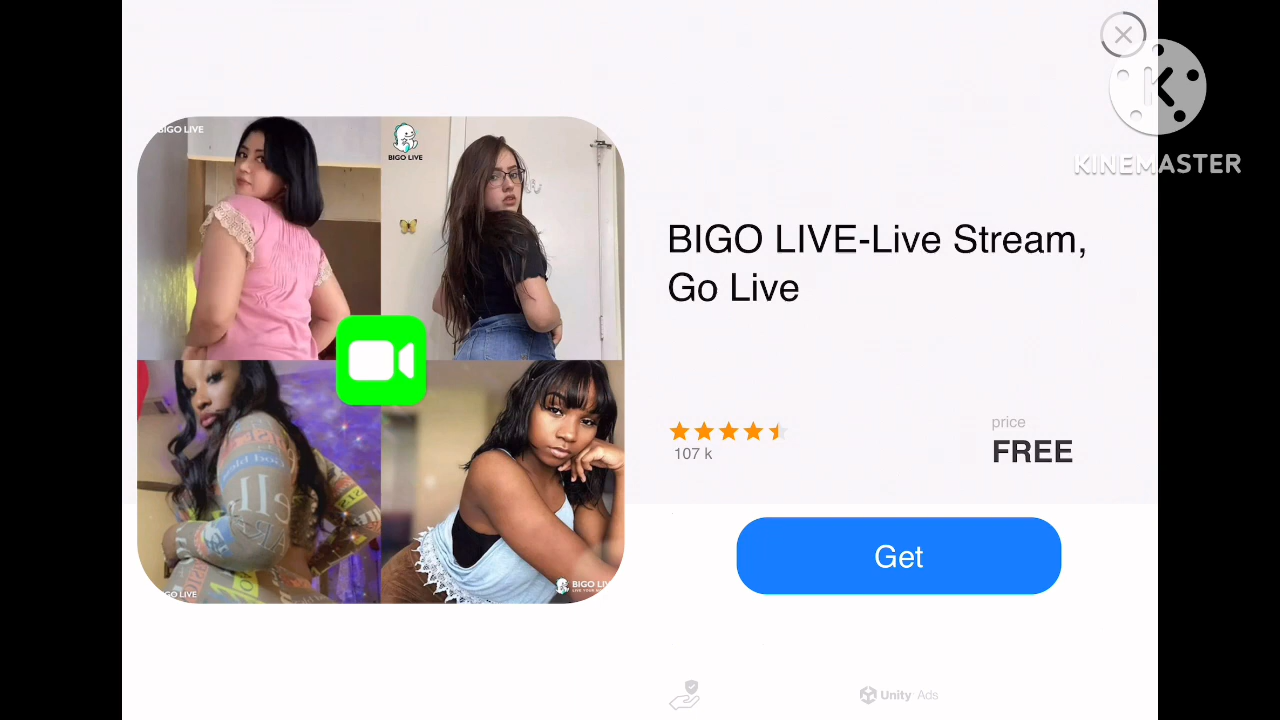 BIGO LIVE
BIGO LIVE
KINEMASTER
BIGO LIVE-Live Stream,
Go Live
107 k
price
FREE
Get
GO LIVE
BIGO LIV
Unity Ads